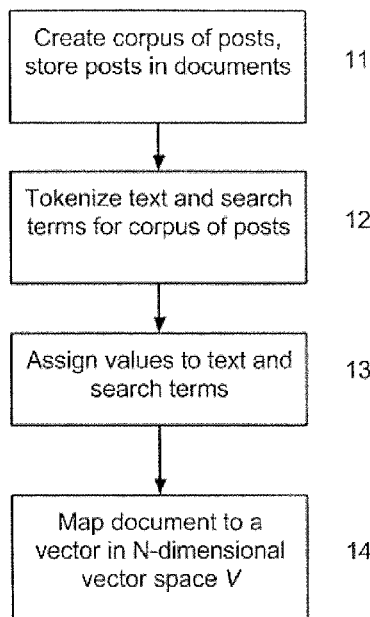 Create corpus of posts,
store posts in documents
11
Tokenize text and search
terms for corpus of posts
12
Assign values to text and
search terms
13
Map document to a
vector in N-dimensional
vector space V
14